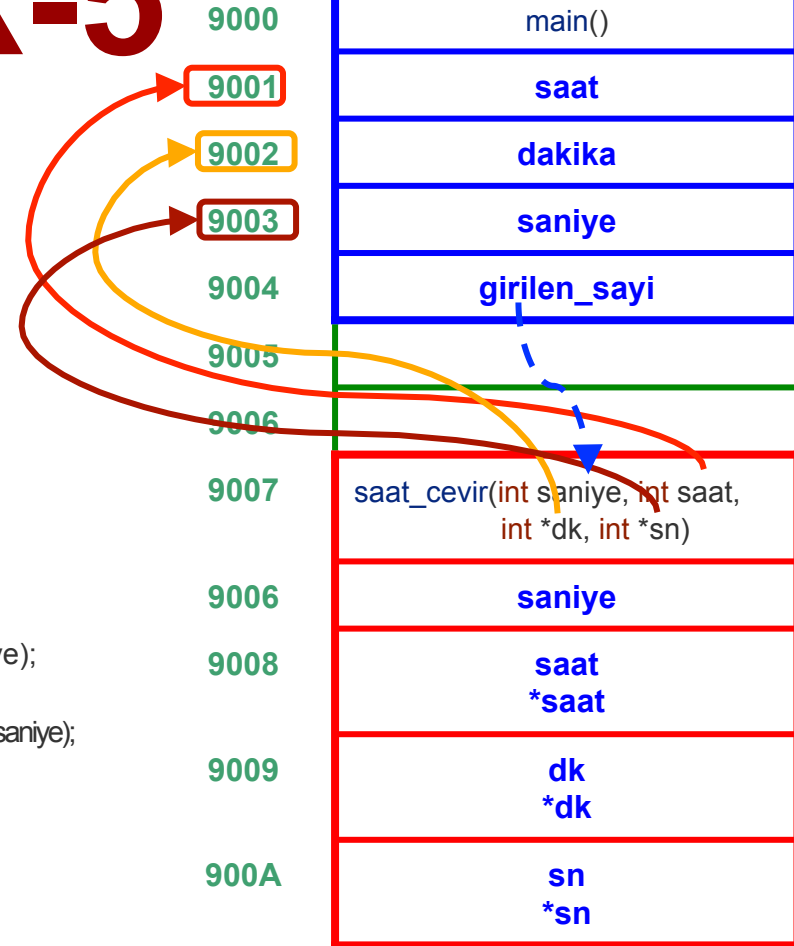 -5
9000 main()
9001 saat
9002 dakika
9003 saniye
9004 girilen_sayi
9005
9006
9007 saat_cevir(int saniye, int saat,
int *dk, int *sn)
9006 saniye
e);
9008 saat
*saat
saniye);
9009 dk
*dk
900A sn
*sn